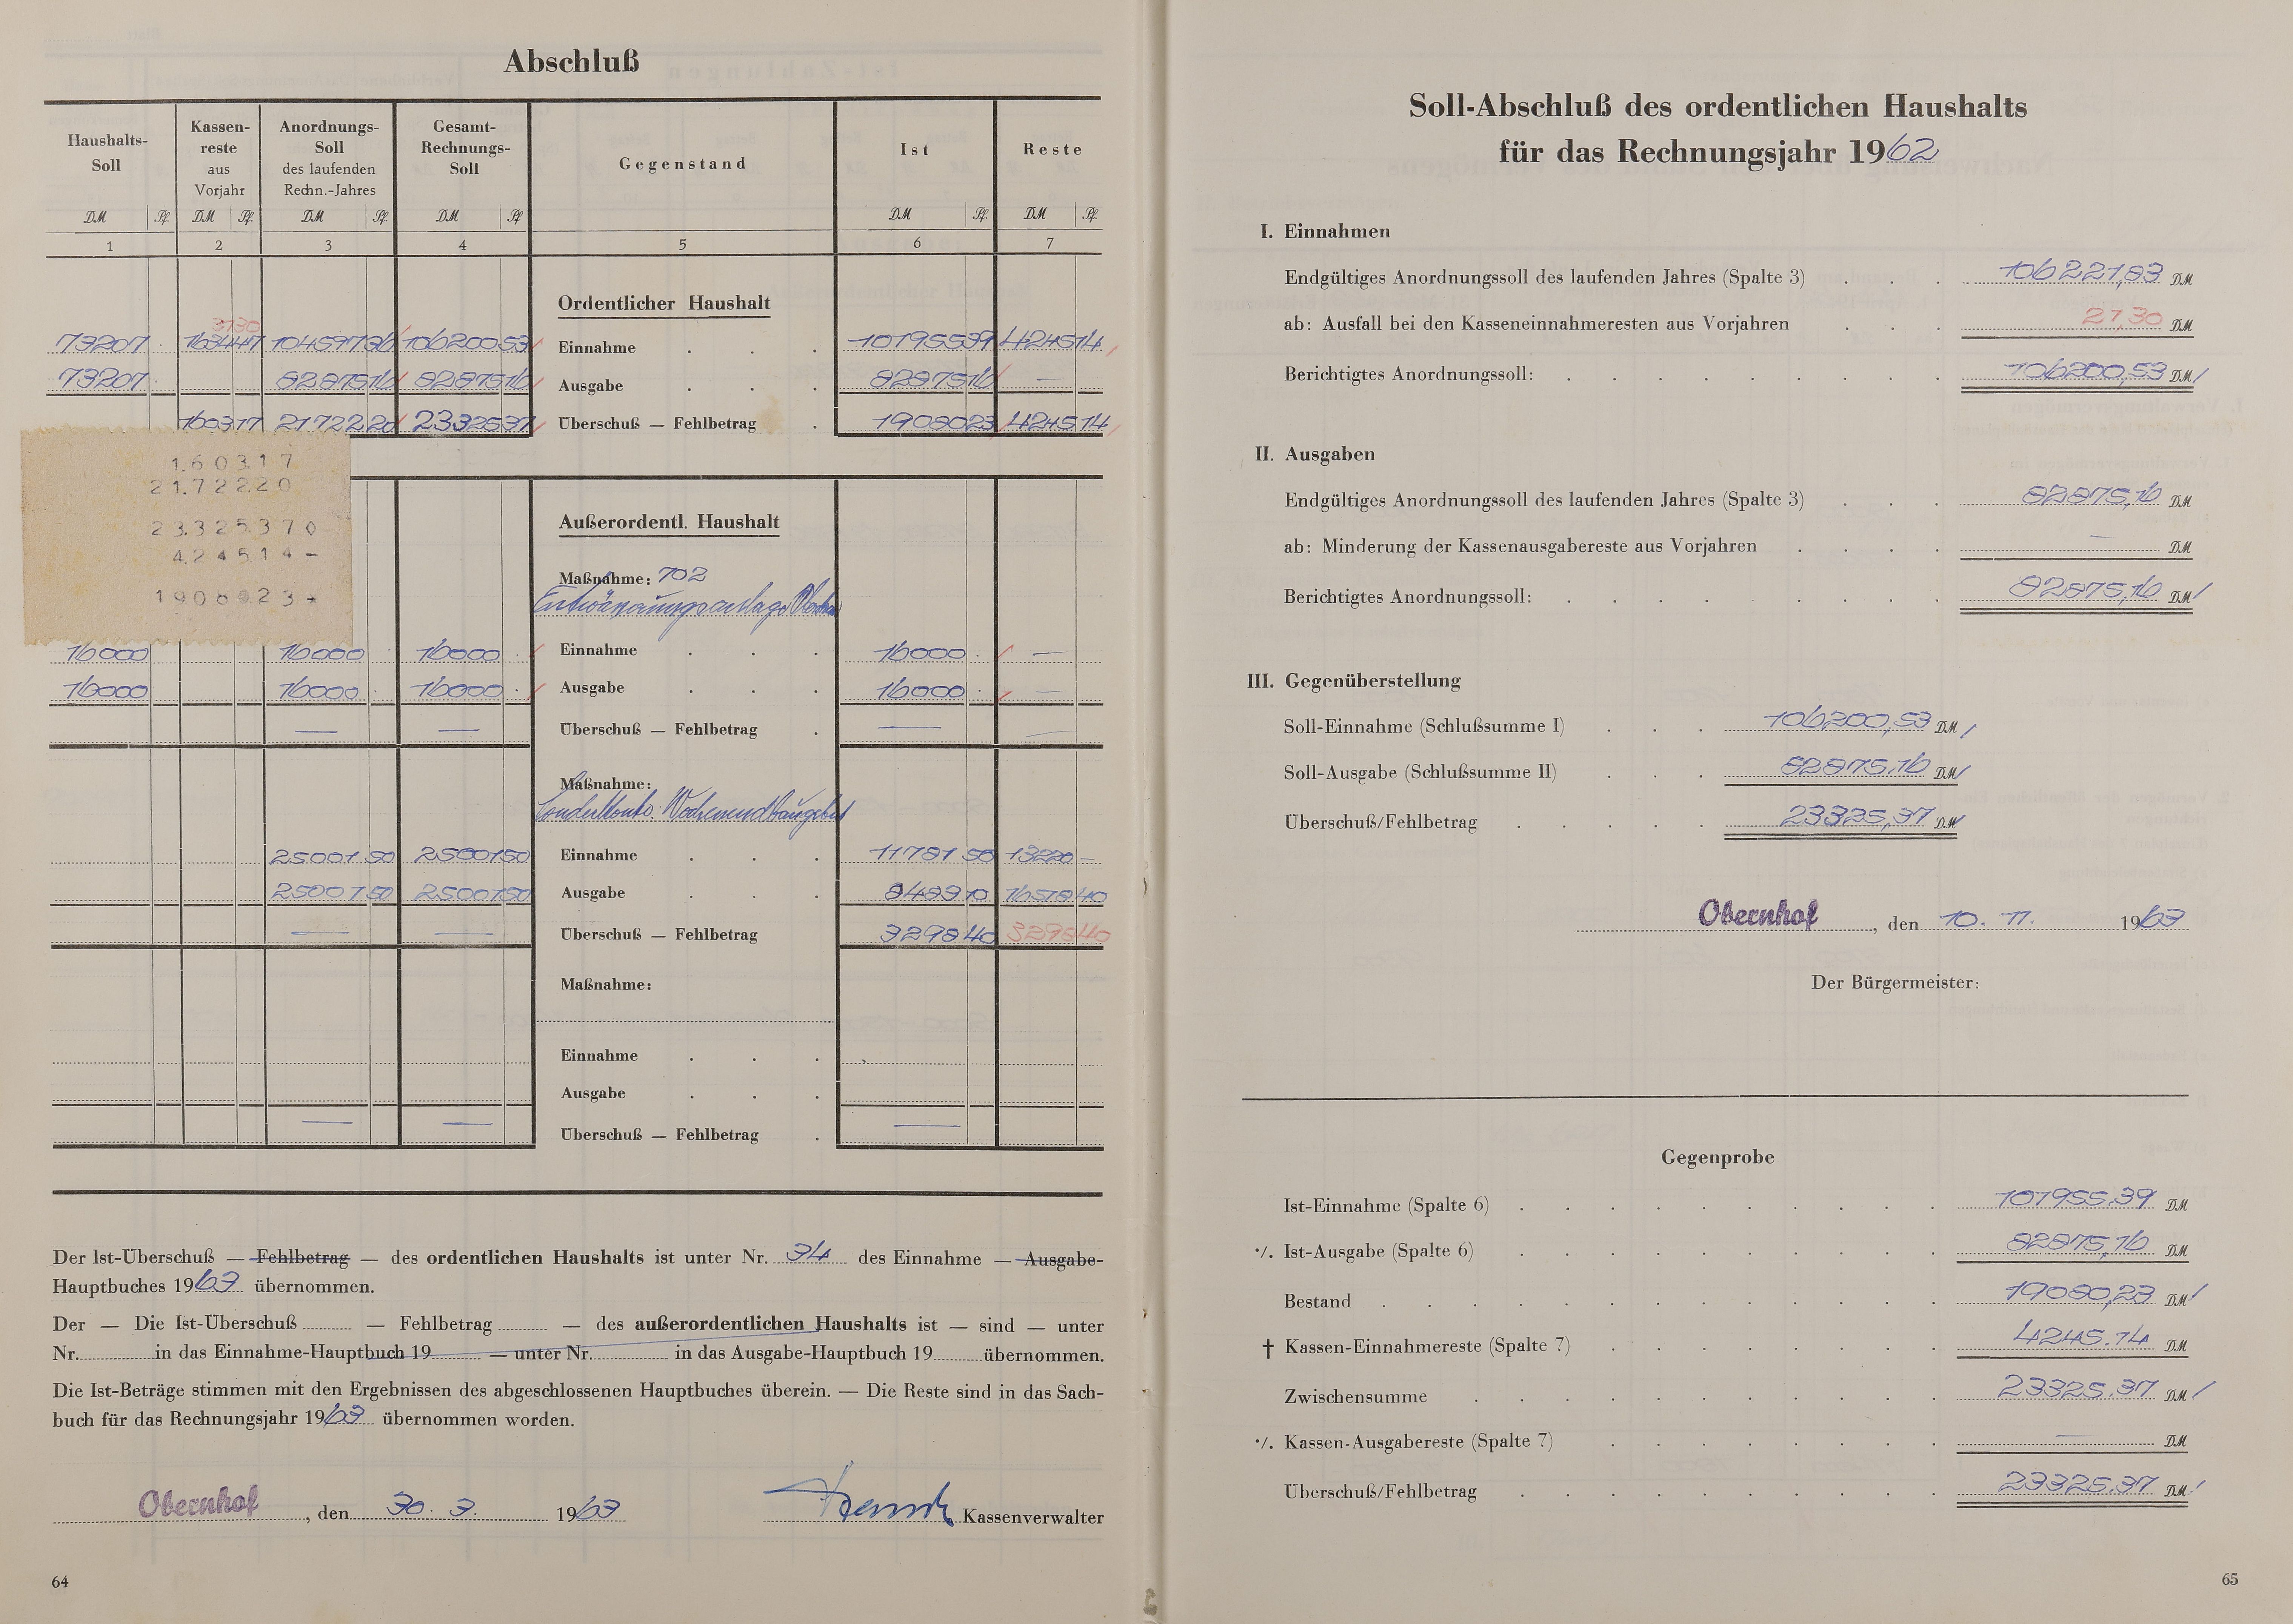 Abschluß
Haushalts-Soll
Kassenreste aus Vorjahr
Anordnungs-Soll des laufenden Rechn.-Jahres
Gesamt-Rechnungs-Soll
Gegenstand
Ist
Reste
DM Pf. DM Pf. DM Pf. DM Pf. DM Pf. DM Pf.
1 2 3 4 5 6 7
Ordentlicher Haushalt
31 30
73207 1634 47 104597 36 106200 53 Einnahme 101955 39 4245 14
73207 82875 16 82875 16 Ausgabe 82875 16 —
1603 17 21722 20 23325 37 Überschuß — Fehlbetrag 19080 23 4245 14
1.603.17
21.722.20
23.325.37 ◊
4.245.14 -
19080.23 *
Außerordentl. Haushalt
Maßnahme: 702
Entwässerungsanlage
16000 16000 16000 Einnahme 16000 —
16000 16000 16000 Ausgabe 16000 —
— — Überschuß — Fehlbetrag — —
Maßnahme:
Sonderkonto: Wochenendbaugebiet
25001 50 25001 50 Einnahme 11781 50 13220 —
25001 50 25001 50 Ausgabe 8483 10 16518 40
— — Überschuß — Fehlbetrag 3298 40 3298 40
Maßnahme:
Einnahme
Ausgabe
— — Überschuß — Fehlbetrag —
Der Ist-Überschuß — Fehlbetrag — des ordentlichen Haushalts ist unter Nr. 34 des Einnahme — Ausgabe-
Hauptbuches 1963 übernommen.
Der — Die Ist-Überschuß — Fehlbetrag — des außerordentlichen Haushalts ist — sind — unter
Nr. in das Einnahme-Hauptbuch 19 — unter Nr. in das Ausgabe-Hauptbuch 19 übernommen.
Die Ist-Beträge stimmen mit den Ergebnissen des abgeschlossenen Hauptbuches überein. — Die Reste sind in das Sach-
buch für das Rechnungsjahr 1963 übernommen worden.
Obernhof, den 30. 3. 1963 Kassenverwalter
64
Soll-Abschluß des ordentlichen Haushalts
für das Rechnungsjahr 1962
I. Einnahmen
Endgültiges Anordnungssoll des laufenden Jahres (Spalte 3) 106221,83 DM
ab: Ausfall bei den Kasseneinnahmeresten aus Vorjahren 21,30 DM
Berichtigtes Anordnungssoll: 106200,53 DM
II. Ausgaben
Endgültiges Anordnungssoll des laufenden Jahres (Spalte 3) 82875,16 DM
ab: Minderung der Kassenausgabereste aus Vorjahren — DM
Berichtigtes Anordnungssoll: 82875,16 DM
III. Gegenüberstellung
Soll-Einnahme (Schlußsumme I) 106200,53 DM
Soll-Ausgabe (Schlußsumme II) 82875,16 DM
Überschuß/Fehlbetrag 23325,37 DM
Obernhof, den 10. 11. 1963
Der Bürgermeister:
Gegenprobe
Ist-Einnahme (Spalte 6) 101955.39 DM
·/. Ist-Ausgabe (Spalte 6) 82875,16 DM
Bestand 19080,23 DM
† Kassen-Einnahmereste (Spalte 7) 4245.14 DM
Zwischensumme 23325.37 DM
·/. Kassen-Ausgabereste (Spalte 7) — DM
Überschuß/Fehlbetrag 23325.37 DM
65